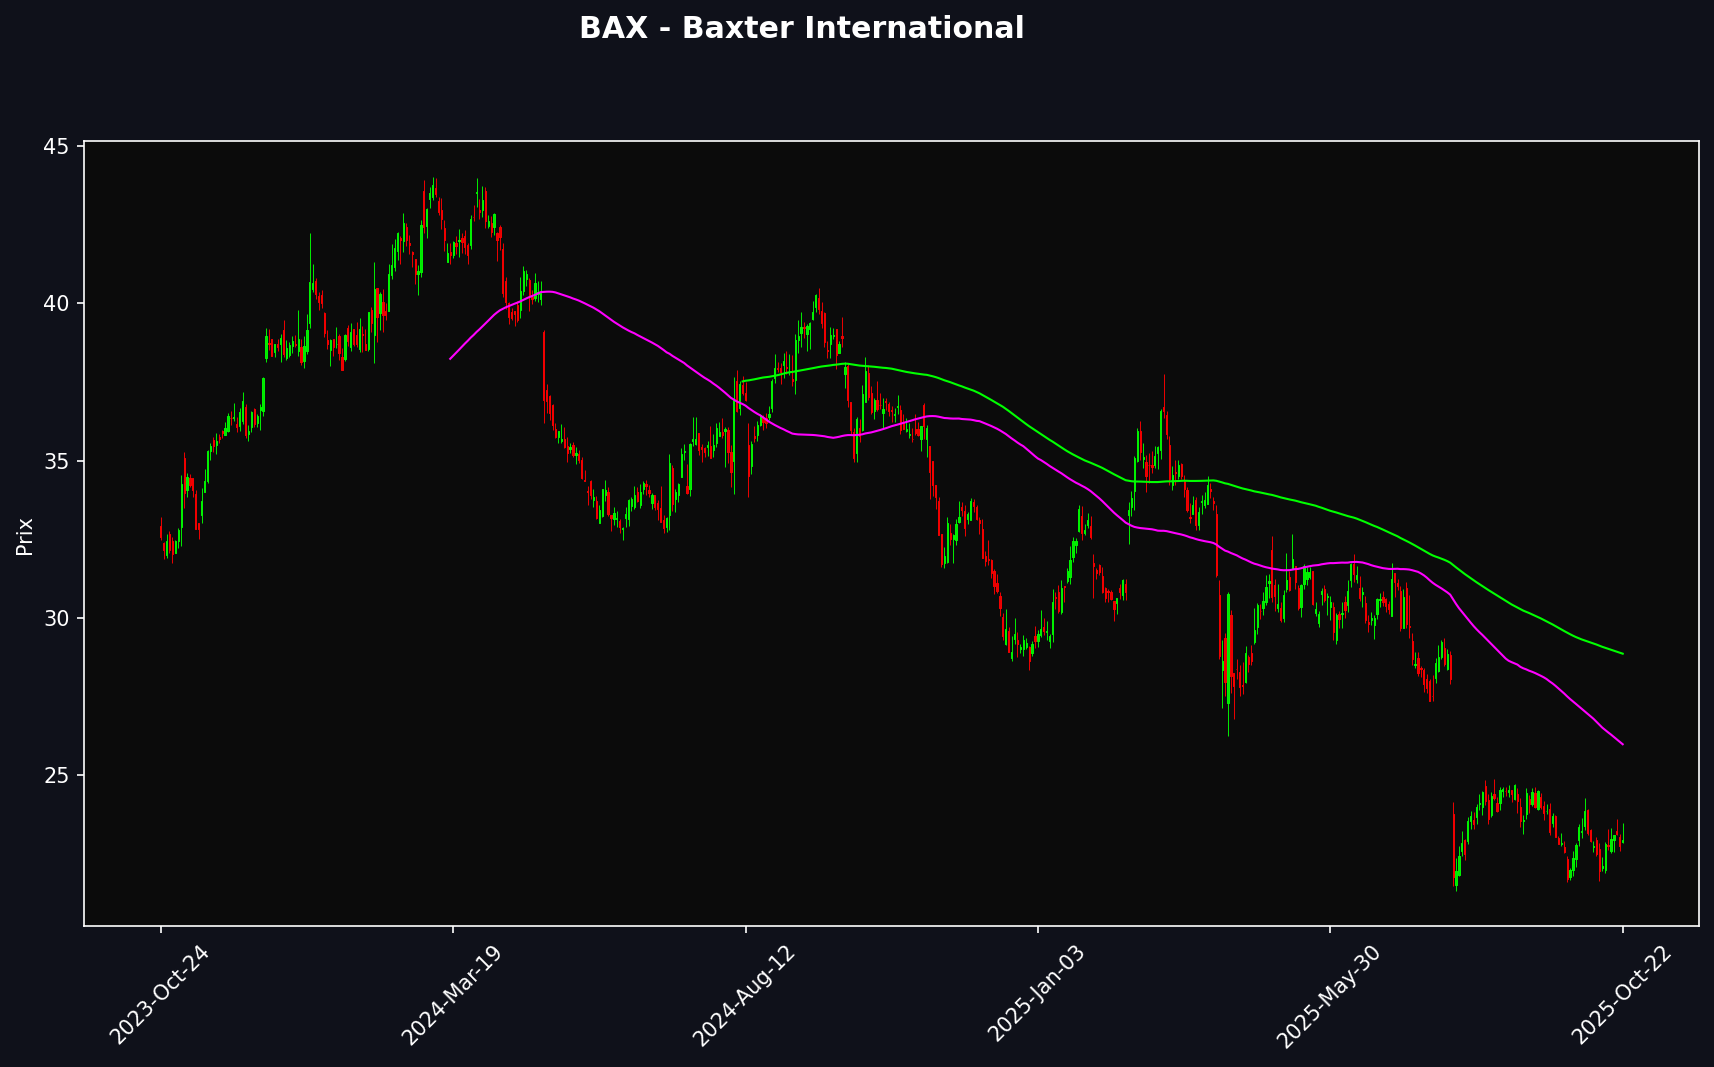 BAX - Baxter International
Prix
45
40
35
30
25
2023-Oct-24
2024-Mar-19
2024-Aug-12
2025-Jan-03
2025-May-30
2025-Oct-22